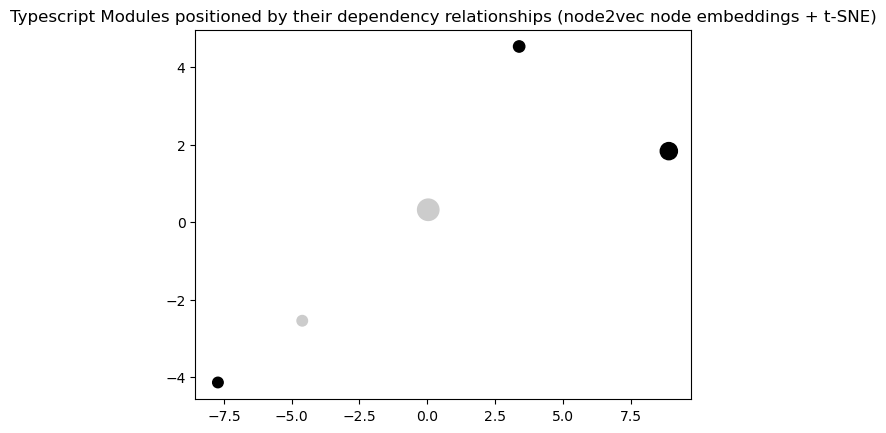 Typescript Modules positioned by their dependency relationships (node2vec node embeddings + t-SNE)
4
2
0
−2
−4
−7.5 −5.0 −2.5 0.0 2.5 5.0 7.5